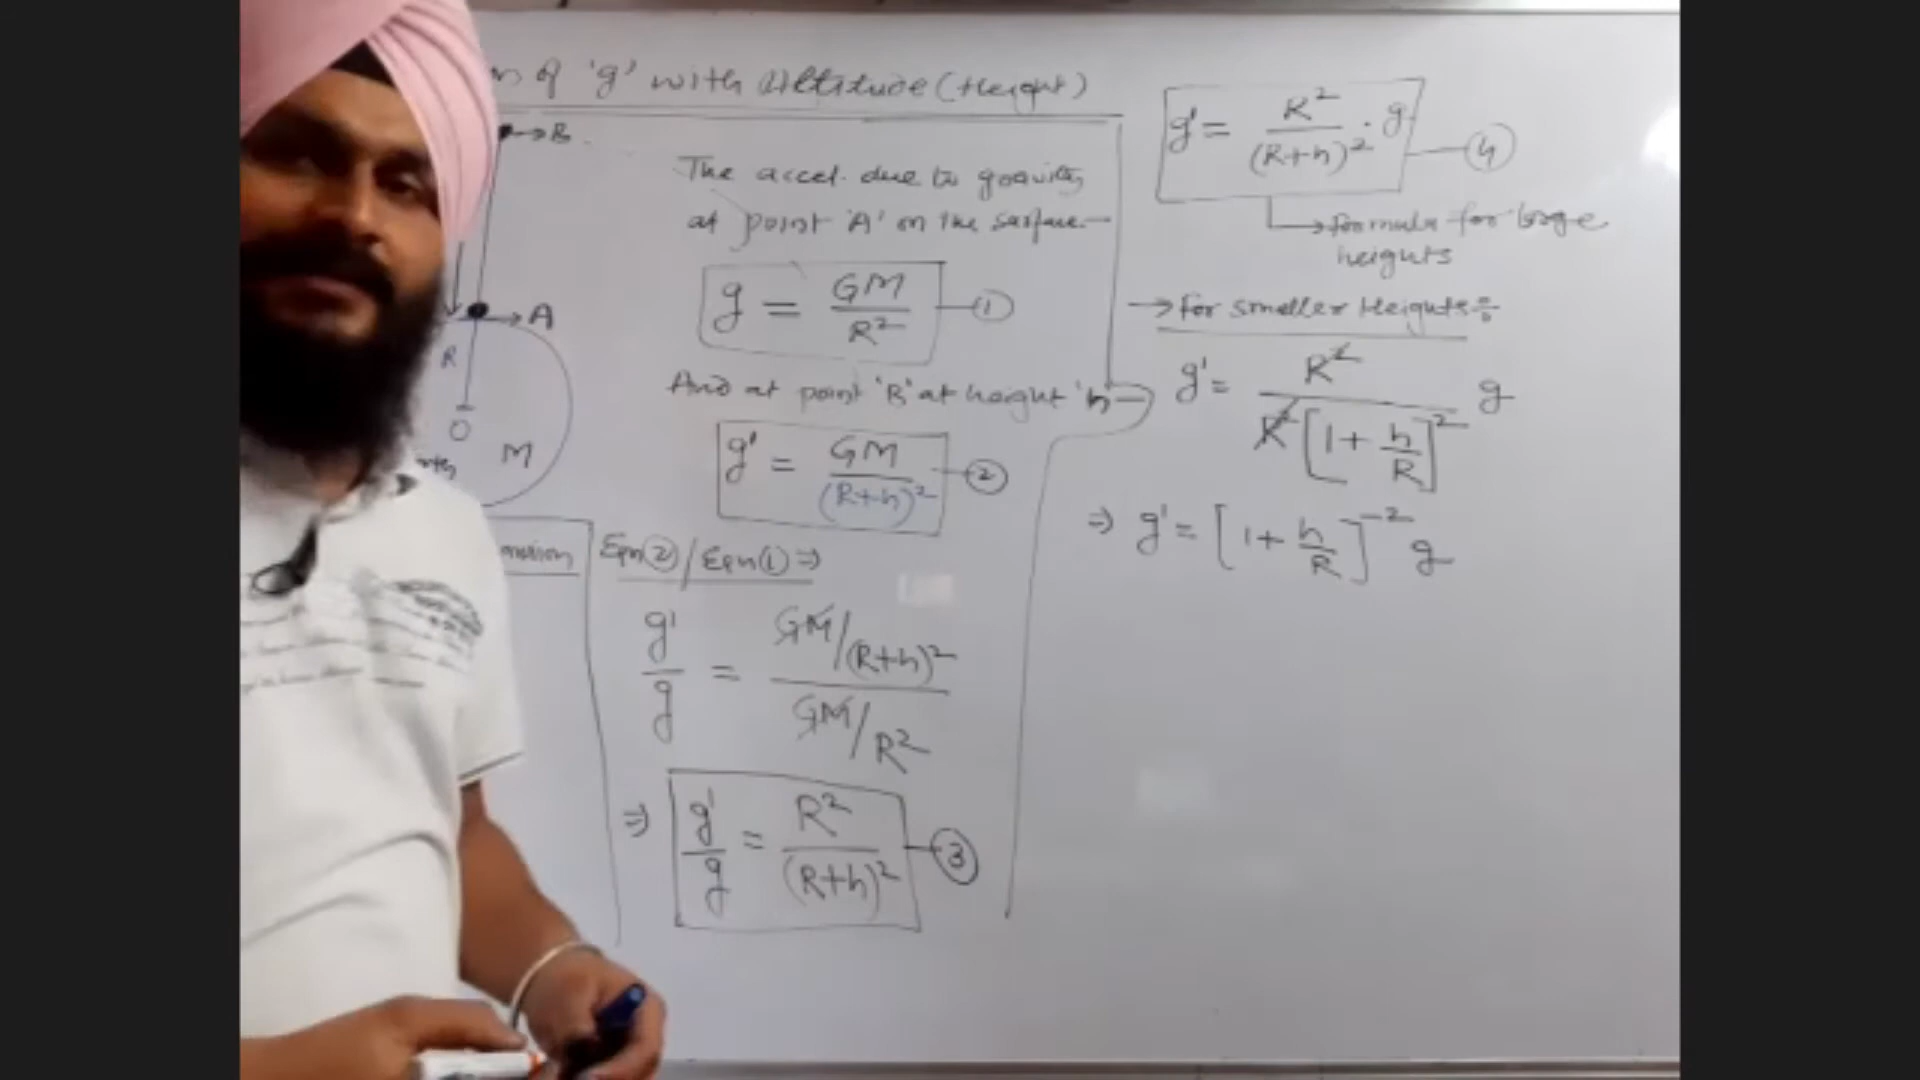 of 'g' with Altitude (Height)
B
A
R
O
M
The accel. due to gravity
at point 'A' on the surface —
g = GM / R² — ①
And at point 'B' at height 'h —
g' = GM / (R+h)² — ②
Eqn② / Eqn① ⇒
g'/g = GM/(R+h)² / GM/R²
⇒ g'/g = R² / (R+h)² — ③
g' = R² / (R+h)² . g — ④
→ formula for large
heights
→ for smaller Heights :-
g' = R² / R² [1 + h/R]² g
⇒ g' = [1 + h/R]⁻² g